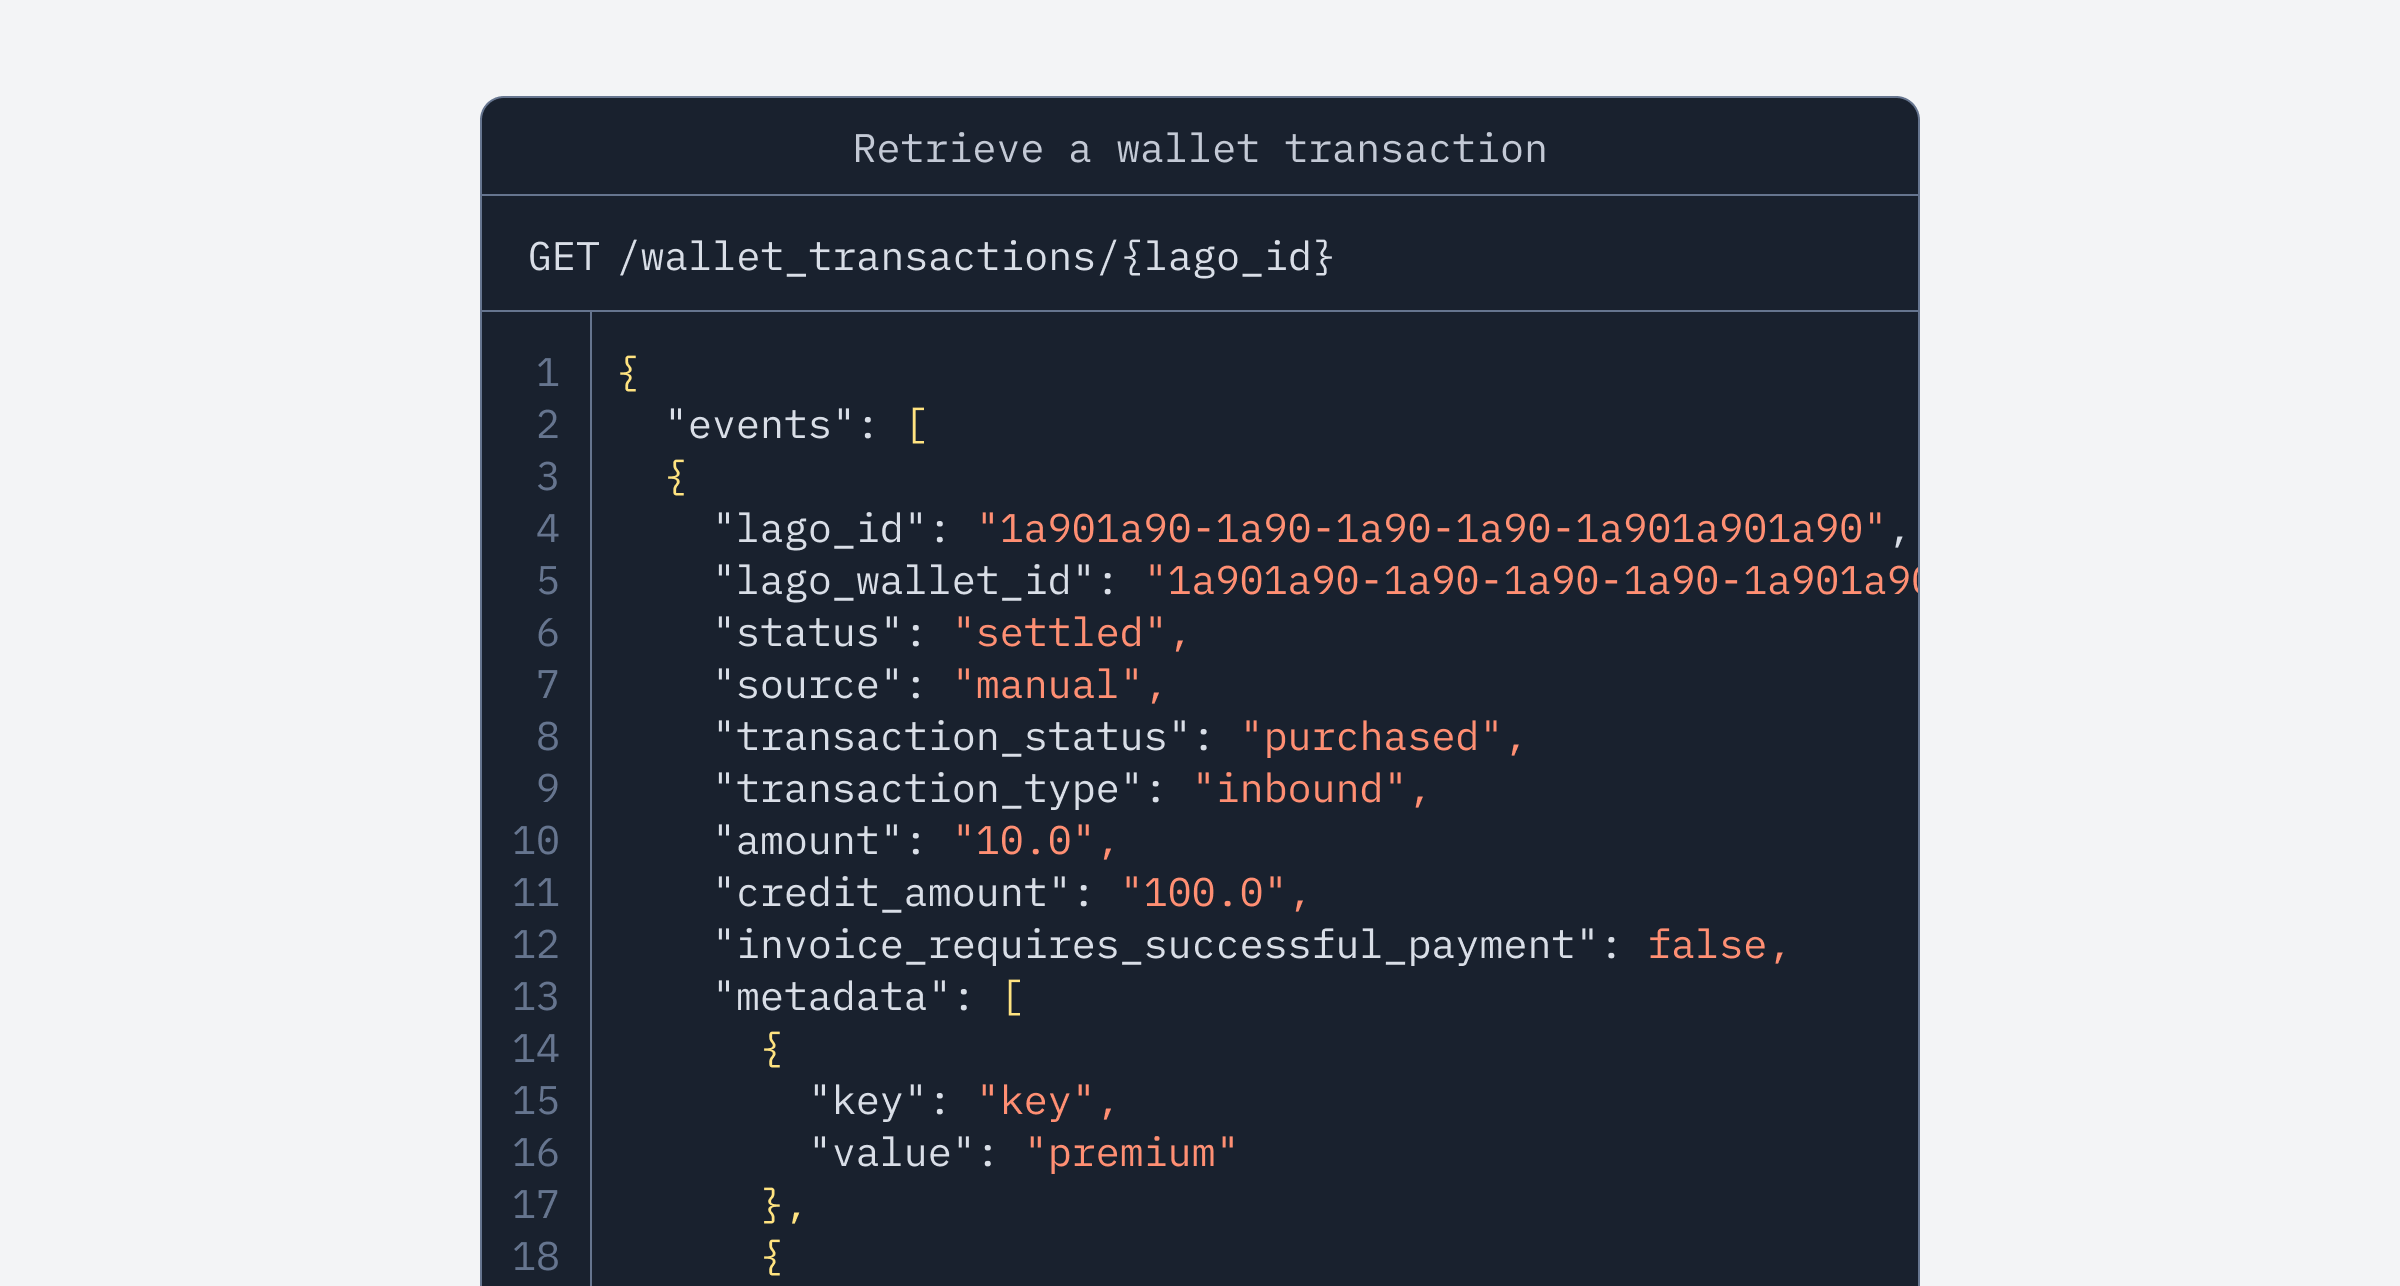 Retrieve a wallet transaction
GET /wallet_transactions/{lago_id}
1 {
2 "events": [
3 {
4 "lago_id": "1a901a90-1a90-1a90-1a90-1a901a901a90",
5 "lago_wallet_id": "1a901a90-1a90-1a90-1a90-1a901a90
6 "status": "settled",
7 "source": "manual",
8 "transaction_status": "purchased",
9 "transaction_type": "inbound",
10 "amount": "10.0",
11 "credit_amount": "100.0",
12 "invoice_requires_successful_payment": false,
13 "metadata": [
14 {
15 "key": "key",
16 "value": "premium"
17 },
18 {